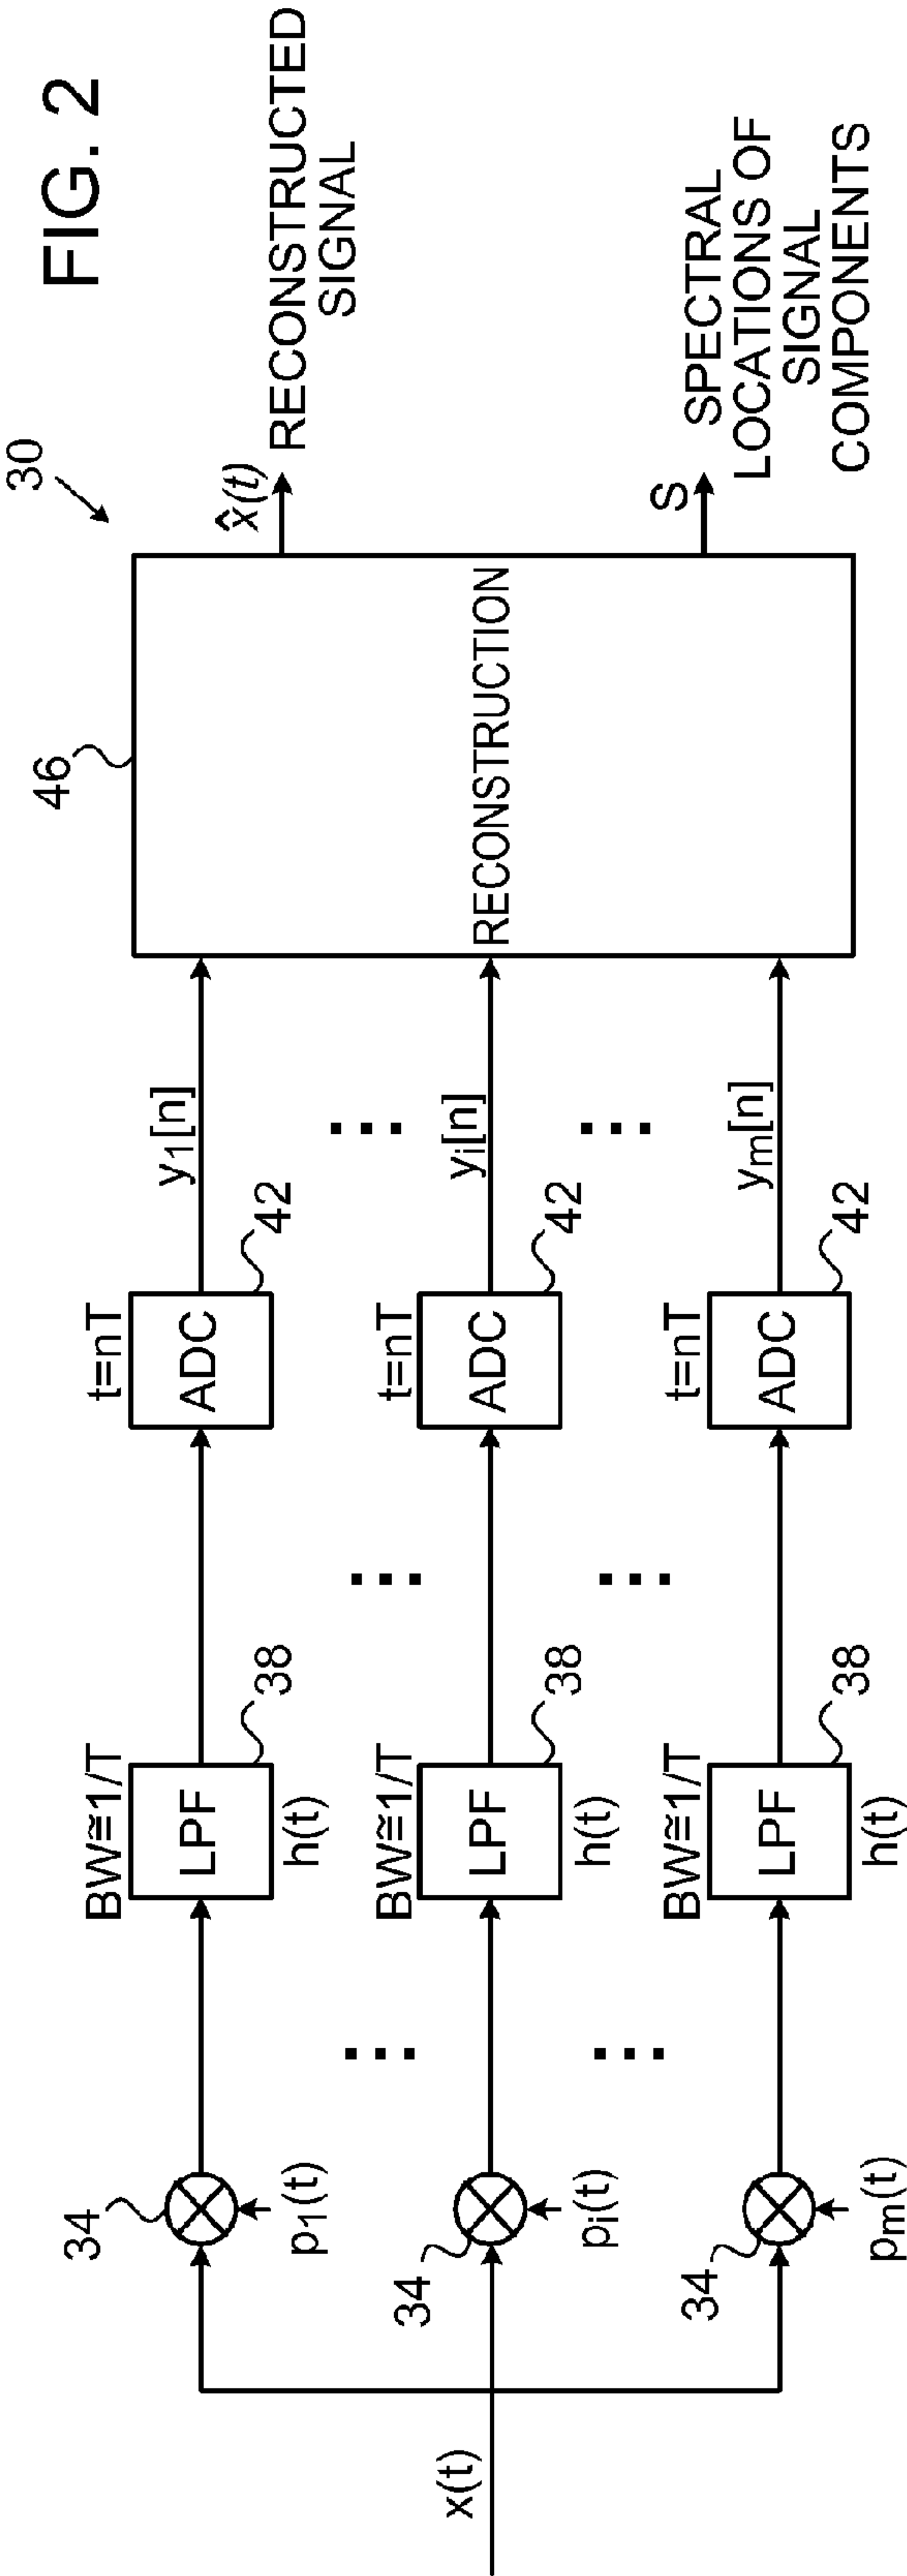 FIG. 2
30
x(t)
34
p1(t)
34
pi(t)
34
pm(t)
BW≅1/T
LPF
h(t)
38
BW≅1/T
LPF
h(t)
38
BW≅1/T
LPF
h(t)
38
t=nT
ADC
42
t=nT
ADC
42
t=nT
ADC
42
y1[n]
yi[n]
ym[n]
46
RECONSTRUCTION
x̂(t)
RECONSTRUCTED
SIGNAL
S
SPECTRAL
LOCATIONS OF
SIGNAL
COMPONENTS